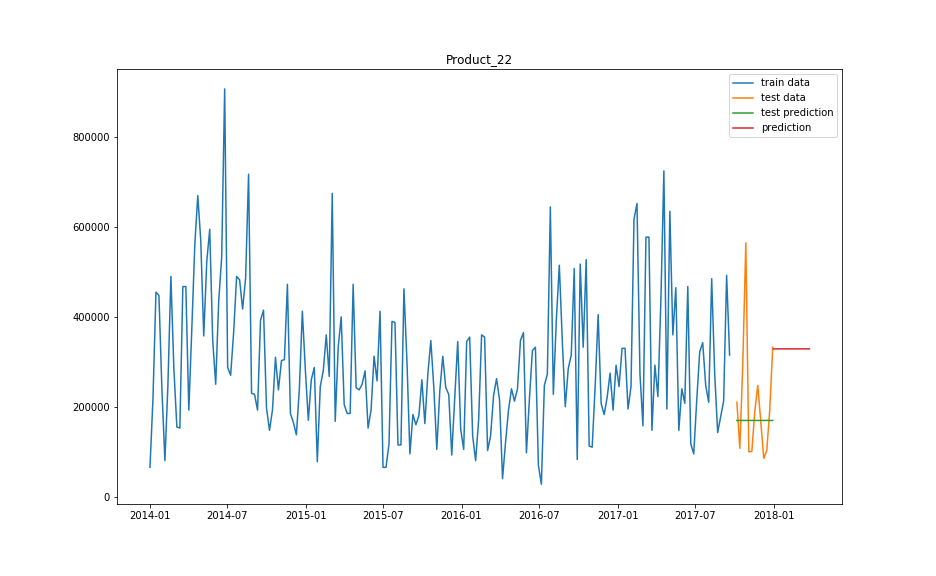 Product_22
train data
test data
test prediction
prediction
800000
600000
400000
200000
0
2014-01 2014-07 2015-01 2015-07 2016-01 2016-07 2017-01 2017-07 2018-01